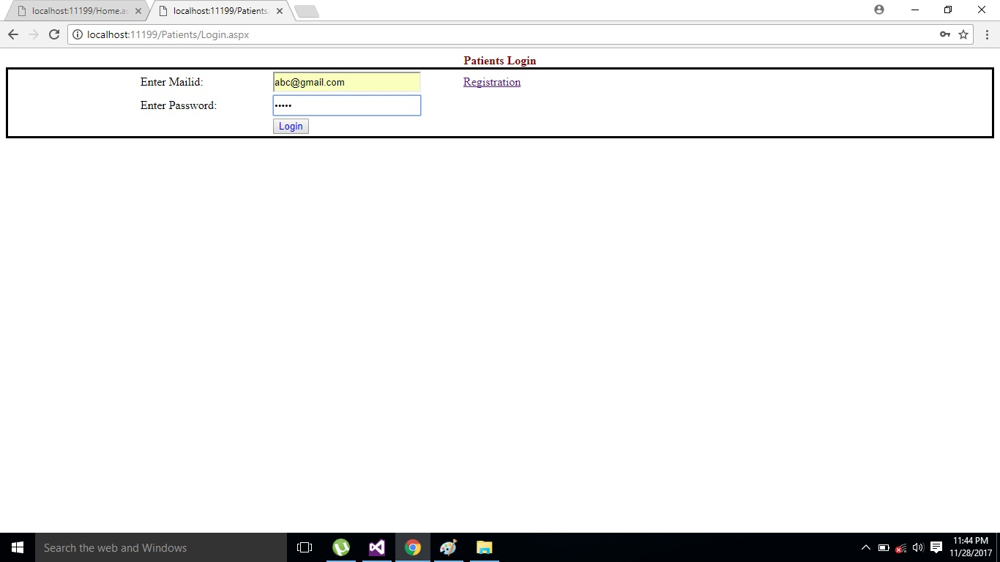 localhost:11199/Home.as
localhost:11199/Patients/
localhost:11199/Patients/Login.aspx
Patients Login
Enter Mailid:
abc@gmail.com
Registration
Enter Password:
•••••
Login
Search the web and Windows
11:44 PM
11/28/2017